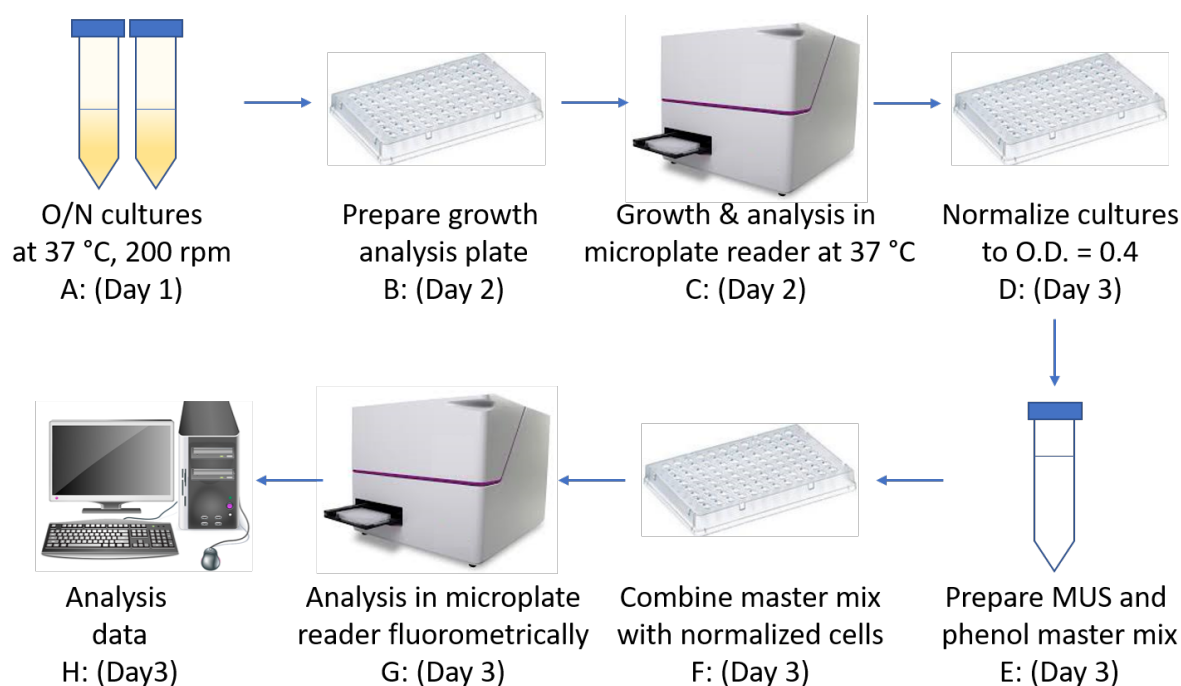 O/N cultures
at 37 °C, 200 rpm
A: (Day 1)
Prepare growth
analysis plate
B: (Day 2)
Growth & analysis in
microplate reader at 37 °C
C: (Day 2)
Normalize cultures
to O.D. = 0.4
D: (Day 3)
Prepare MUS and
phenol master mix
E: (Day 3)
Combine master mix
with normalized cells
F: (Day 3)
Analysis in microplate
reader fluorometrically
G: (Day 3)
Analysis
data
H: (Day3)